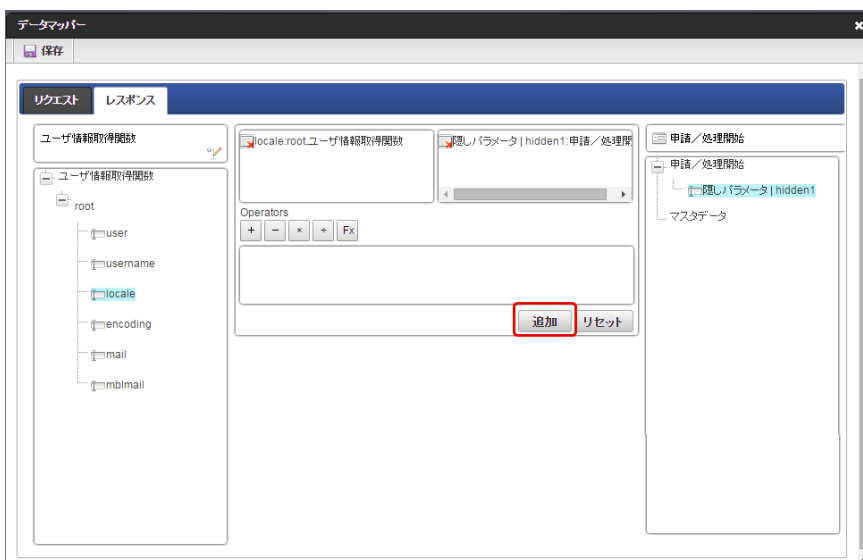 データマッパー
保存
リクエスト レスポンス
ユーザ情報取得関数
ユーザ情報取得関数
root
user
username
locale
encoding
mail
mblmail
locale:root.ユーザ情報取得関数
隠しパラメータ | hidden1:申請／処理開
Operators
+ − × ÷ Fx
追加 リセット
申請／処理開始
申請／処理開始
隠しパラメータ | hidden1
マスタデータ